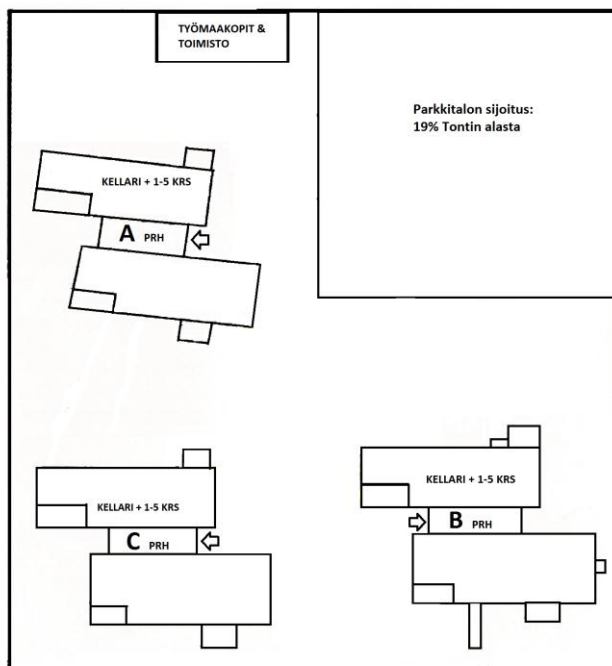 TYÖMAAKOPIT &
TOIMISTO
Parkkitalon sijoitus:
19% Tontin alasta
KELLARI + 1-5 KRS
A PRH
KELLARI + 1-5 KRS
B PRH
KELLARI + 1-5 KRS
C PRH